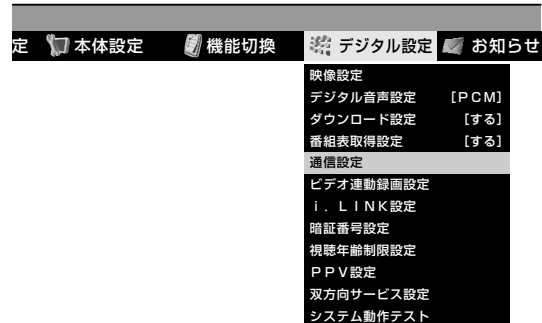 定 本体設定 機能切換 デジタル設定 お知らせ
映像設定
デジタル音声設定 [PCM]
ダウンロード設定 [する]
番組表取得設定 [する]
通信設定
ビデオ連動録画設定
i．LINK設定
暗証番号設定
視聴年齢制限設定
PPV設定
双方向サービス設定
システム動作テスト